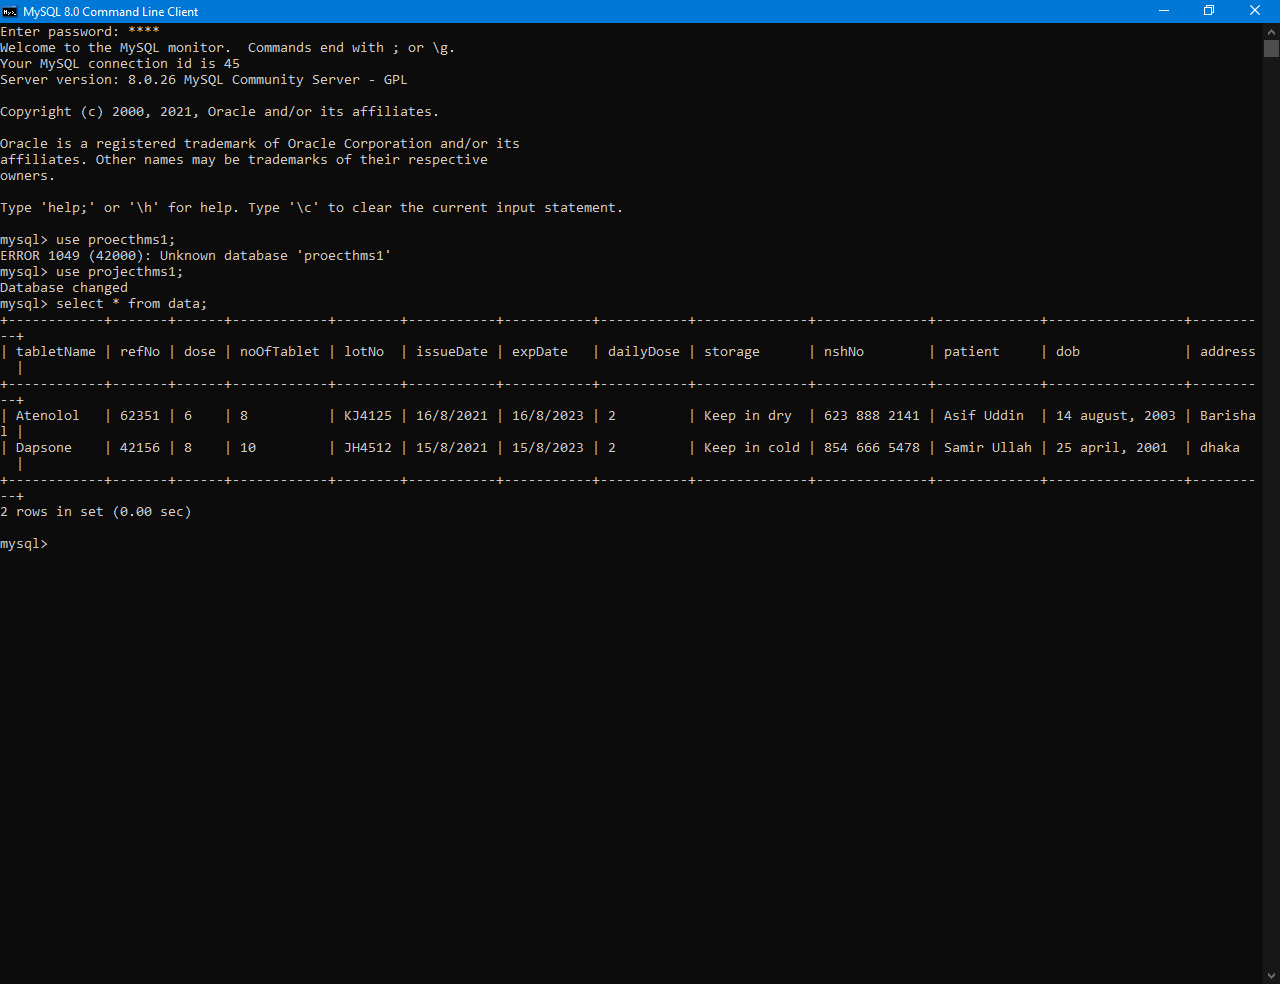 MySQL 8.0 Command Line Client
Enter password: ****
Welcome to the MySQL monitor.  Commands end with ; or \g.
Your MySQL connection id is 45
Server version: 8.0.26 MySQL Community Server - GPL

Copyright (c) 2000, 2021, Oracle and/or its affiliates.

Oracle is a registered trademark of Oracle Corporation and/or its
affiliates. Other names may be trademarks of their respective
owners.

Type 'help;' or '\h' for help. Type '\c' to clear the current input statement.

mysql> use proecthms1;
ERROR 1049 (42000): Unknown database 'proecthms1'
mysql> use projecthms1;
Database changed
mysql> select * from data;
+------------+-------+------+------------+--------+-----------+-----------+-----------+--------------+--------------+-------------+-----------------+--------
--+
| tabletName | refNo | dose | noOfTablet | lotNo  | issueDate | expDate   | dailyDose | storage      | nshNo        | patient     | dob             | address
  |
+------------+-------+------+------------+--------+-----------+-----------+-----------+--------------+--------------+-------------+-----------------+--------
--+
| Atenolol   | 62351 | 6    | 8          | KJ4125 | 16/8/2021 | 16/8/2023 | 2         | Keep in dry  | 623 888 2141 | Asif Uddin  | 14 august, 2003 | Barisha
l |
| Dapsone    | 42156 | 8    | 10         | JH4512 | 15/8/2021 | 15/8/2023 | 2         | Keep in cold | 854 666 5478 | Samir Ullah | 25 april, 2001  | dhaka
  |
+------------+-------+------+------------+--------+-----------+-----------+-----------+--------------+--------------+-------------+-----------------+--------
--+
2 rows in set (0.00 sec)

mysql>